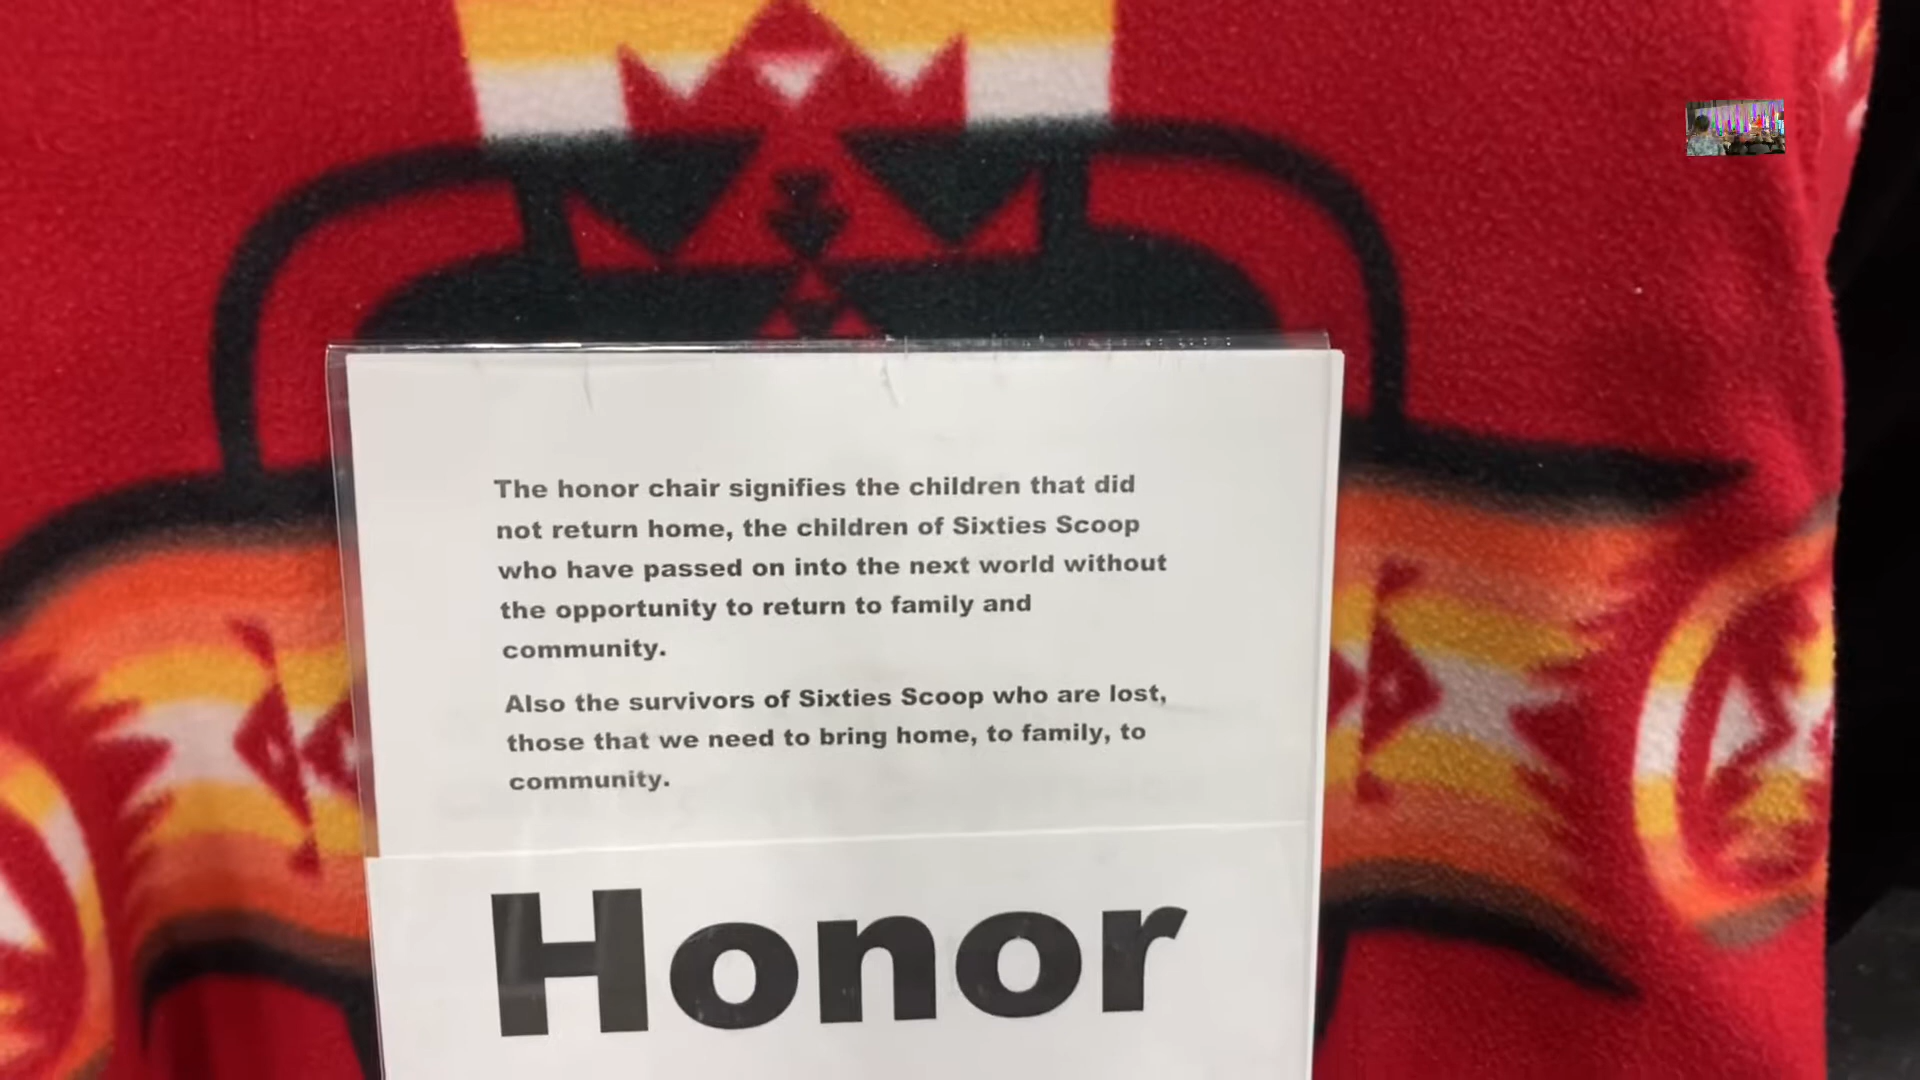 The honor chair signifies the children that did
not return home, the children of Sixties Scoop
who have passed on into the next world without
the opportunity to return to family and
community.
Also the survivors of Sixties Scoop who are lost,
those that we need to bring home, to family, to
community.
Honor